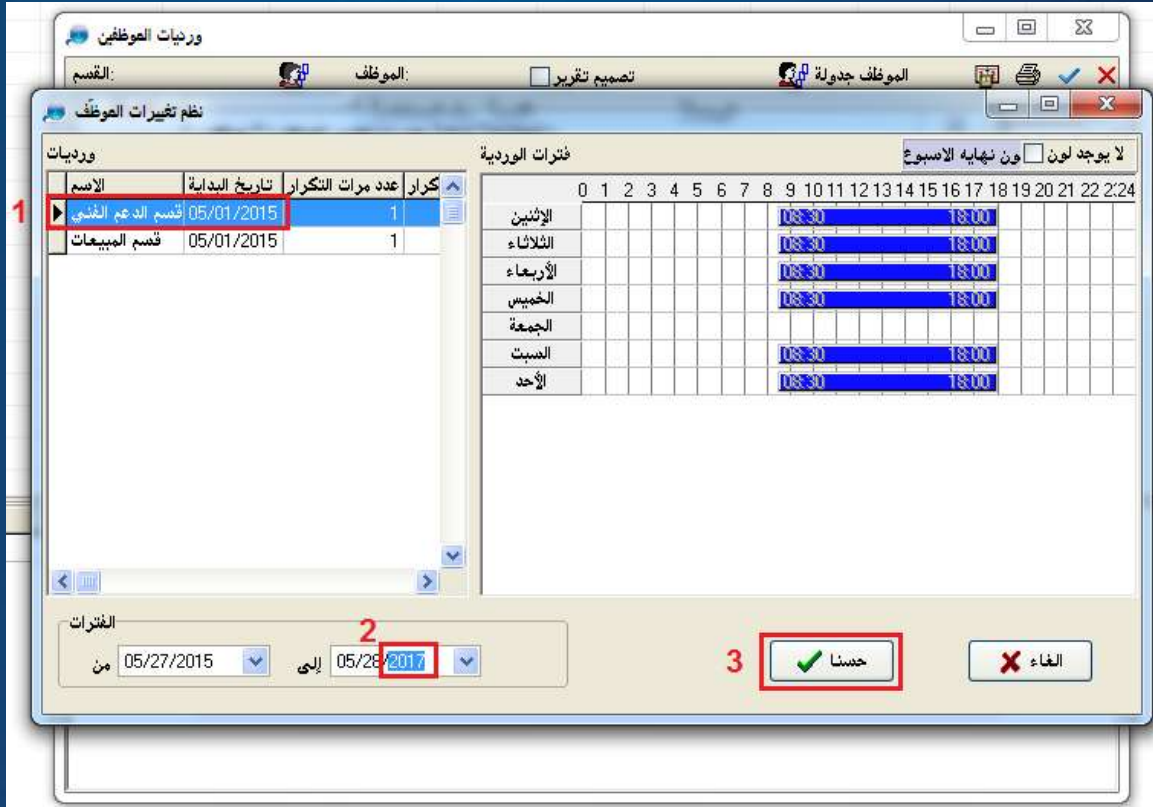 ورديات الموظفين
القسم: الموظف: تصميم تقرير الموظف جدولة
نظم تغييرات الموظّف
ورديات
فترات الوردية
ون نهايه الاسبوع لا يوجد لون
الاسم تاريخ البداية عدد مرات التكرار كرار
0 1 2 3 4 5 6 7 8 9 10 11 12 13 14 15 16 17 18 19 20 21 22 2:24
1 قسم الدعم الفني 05/01/2015 1
قسم المبيعات 05/01/2015 1
الإثنين 08:30 18:00
الثلاثاء 08:30 18:00
الأربعاء 08:30 18:00
الخميس 08:30 18:00
الجمعة
السبت 08:30 18:00
الأحد 08:30 18:00
الفترات
2
من 05/27/2015 إلى 05/28/2017
3 حسنا
الغاء